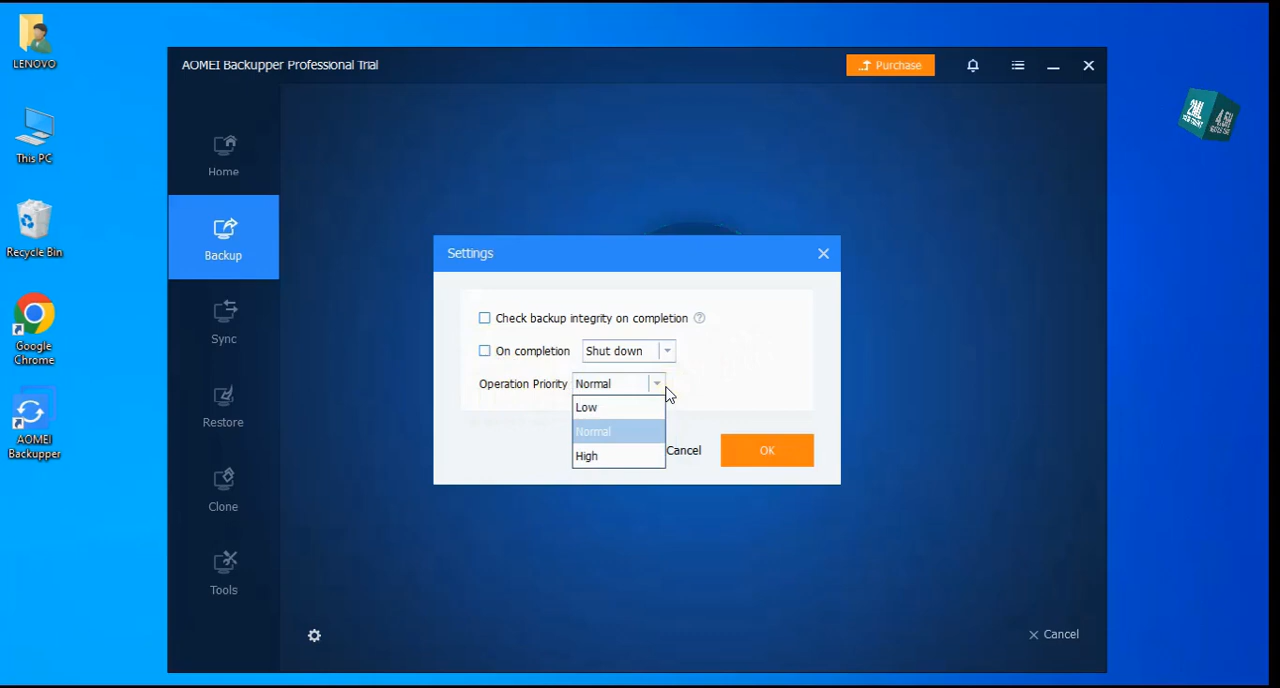 LENOVO
This PC
Recycle Bin
Google
Chrome
AOMEI
Backupper
AOMEI Backupper Professional Trial
Purchase
Home
Backup
Sync
Restore
Clone
Tools
Settings
Check backup integrity on completion ?
On completion Shut down
Operation Priority Normal
Low
Normal
High
Cancel
OK
Cancel